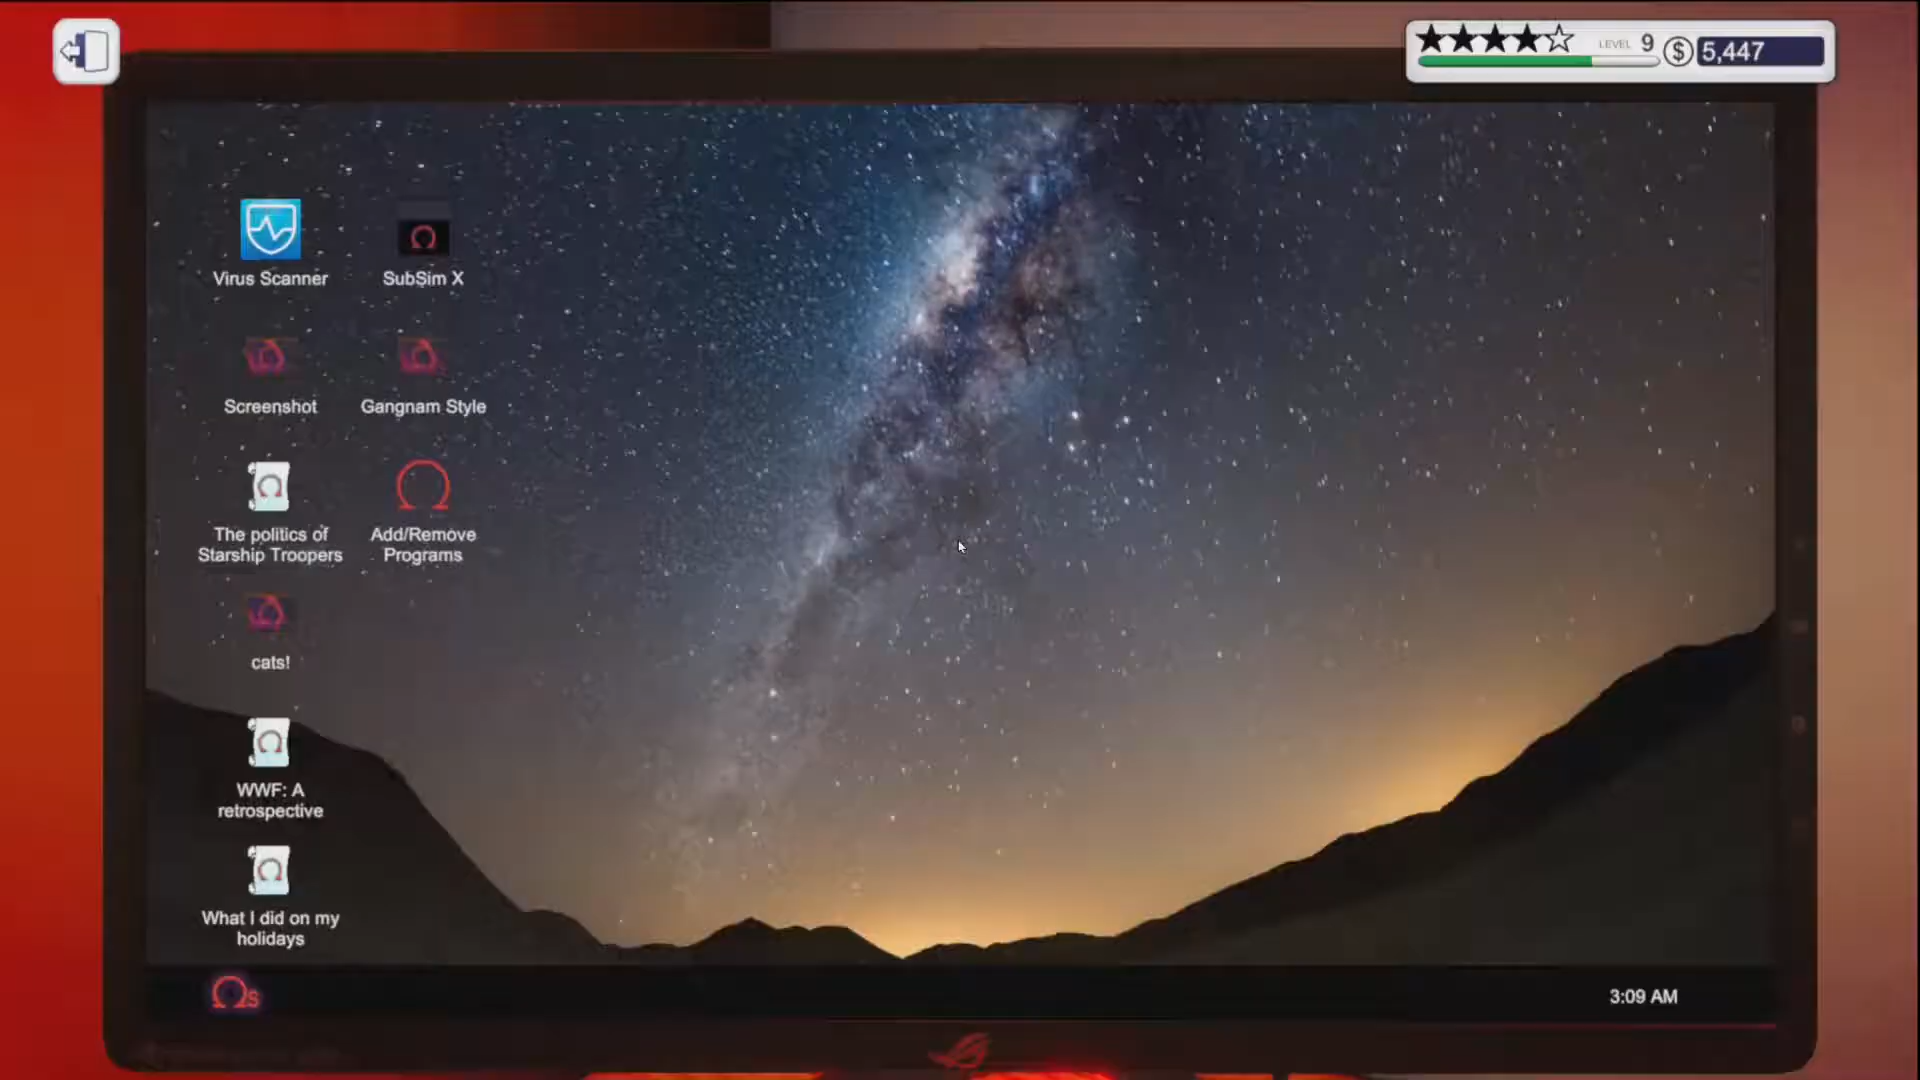 LEVEL 9
$ 5,447
Virus Scanner
SubSim X
Screenshot
Gangnam Style
The politics of
Starship Troopers
Add/Remove
Programs
cats!
WWF: A
retrospective
What I did on my
holidays
Ωs
3:09 AM